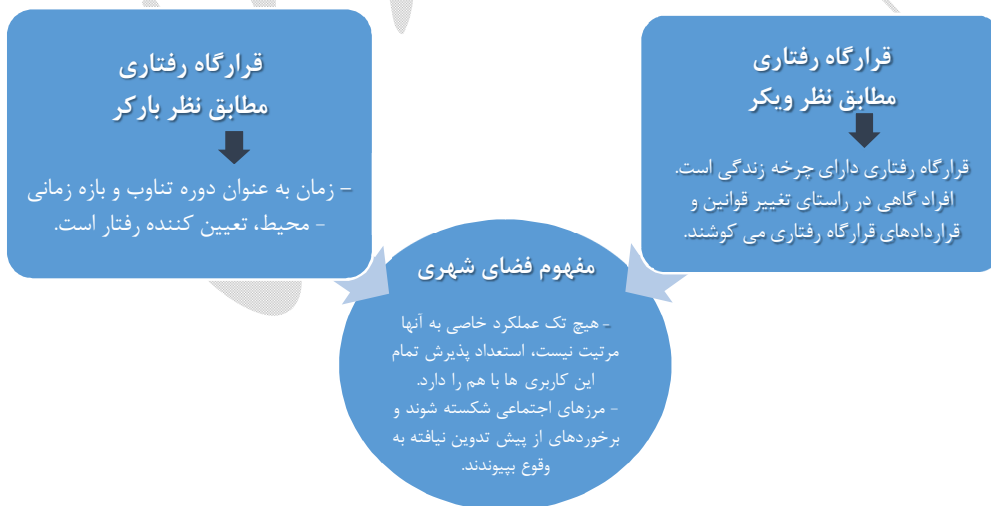 قرارگاه رفتاری
مطابق نظر ویکر
قرارگاه رفتاری دارای چرخه زندگی است.
افراد گاهی در راستای تغییر قوانین و
قراردادهای قرارگاه رفتاری می کوشند.
قرارگاه رفتاری
مطابق نظر بارکر
- زمان به عنوان دوره تناوب و بازه زمانی
- محیط، تعیین کننده رفتار است.
مفهوم فضای شهری
- هیچ تک عملکرد خاصی به آنها
مرتیت نیست، استعداد پذیرش تمام
این کاربری ها با هم را دارد.
- مرزهای اجتماعی شکسته شوند و
برخوردهای از پیش تدوین نیافته به
وقوع بپیوندند.